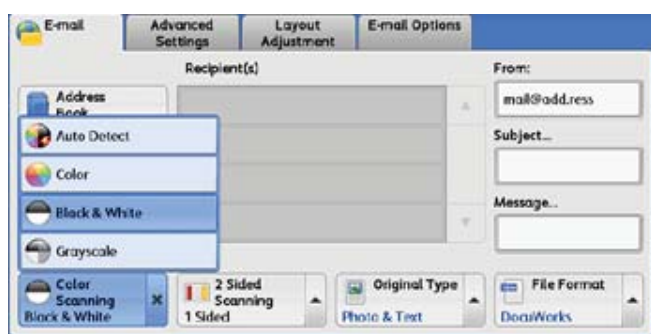 E-mail
Advanced
Settings
Layout
Adjustment
E-mail Options
Recipient(s)
From:
Address
Book
mail@add.ress
Auto Detect
Subject...
Color
Black & White
Message...
Grayscale
Color
Scanning
Black & White
2 Sided
Scanning
1 Sided
Original Type
Photo & Text
File Format
DocuWorks